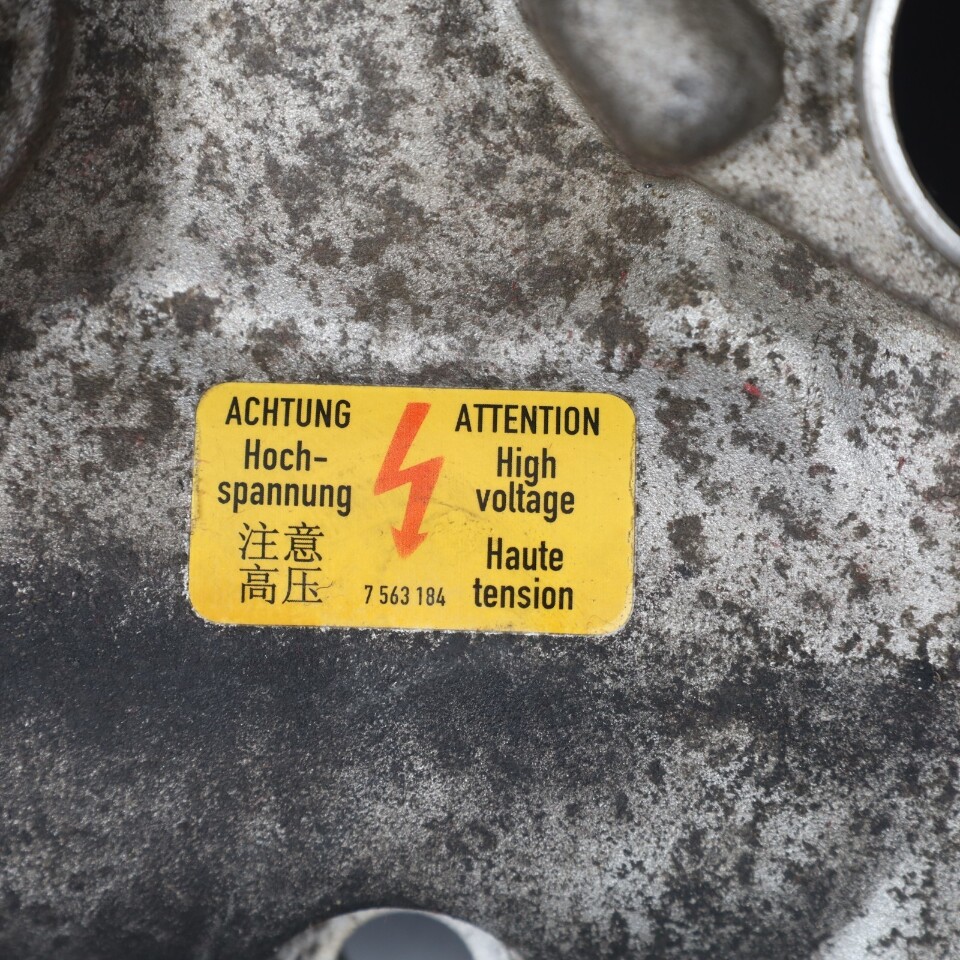 ACHTUNG
Hoch-
spannung
注意
高压
7 563 184
ATTENTION
High
voltage
Haute
tension